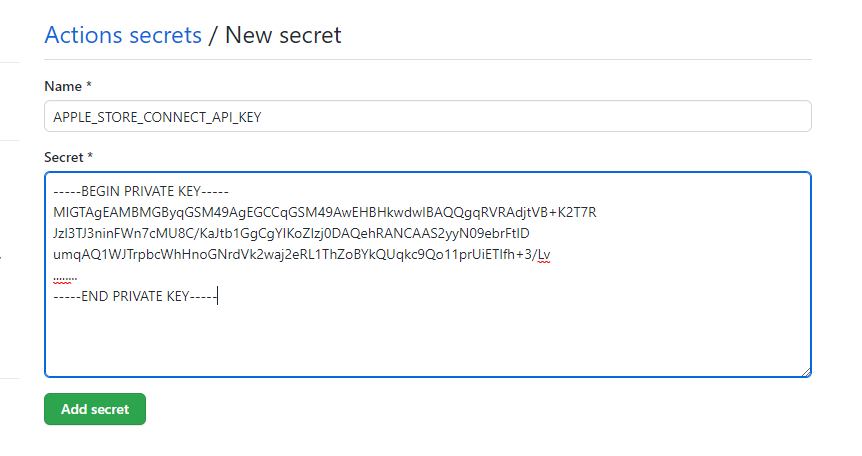 Actions secrets / New secret
Name *
APPLE_STORE_CONNECT_API_KEY
Secret *
-----BEGIN PRIVATE KEY-----
MIGTAgEAMBMGByqGSM49AgEGCCqGSM49AwEHBHkwdwIBAQQgqRVRAdjtVB+K2T7R
JzI3TJ3ninFWn7cMU8C/KaJtb1GgCgYIKoZIzj0DAQehRANCAAS2yyN09ebrFtID
umqAQ1WJTrpbcWhHnoGNrdVk2waj2eRL1ThZoBYkQUqkc9Qo11prUiETIfh+3/Lv
........
-----END PRIVATE KEY-----
Add secret